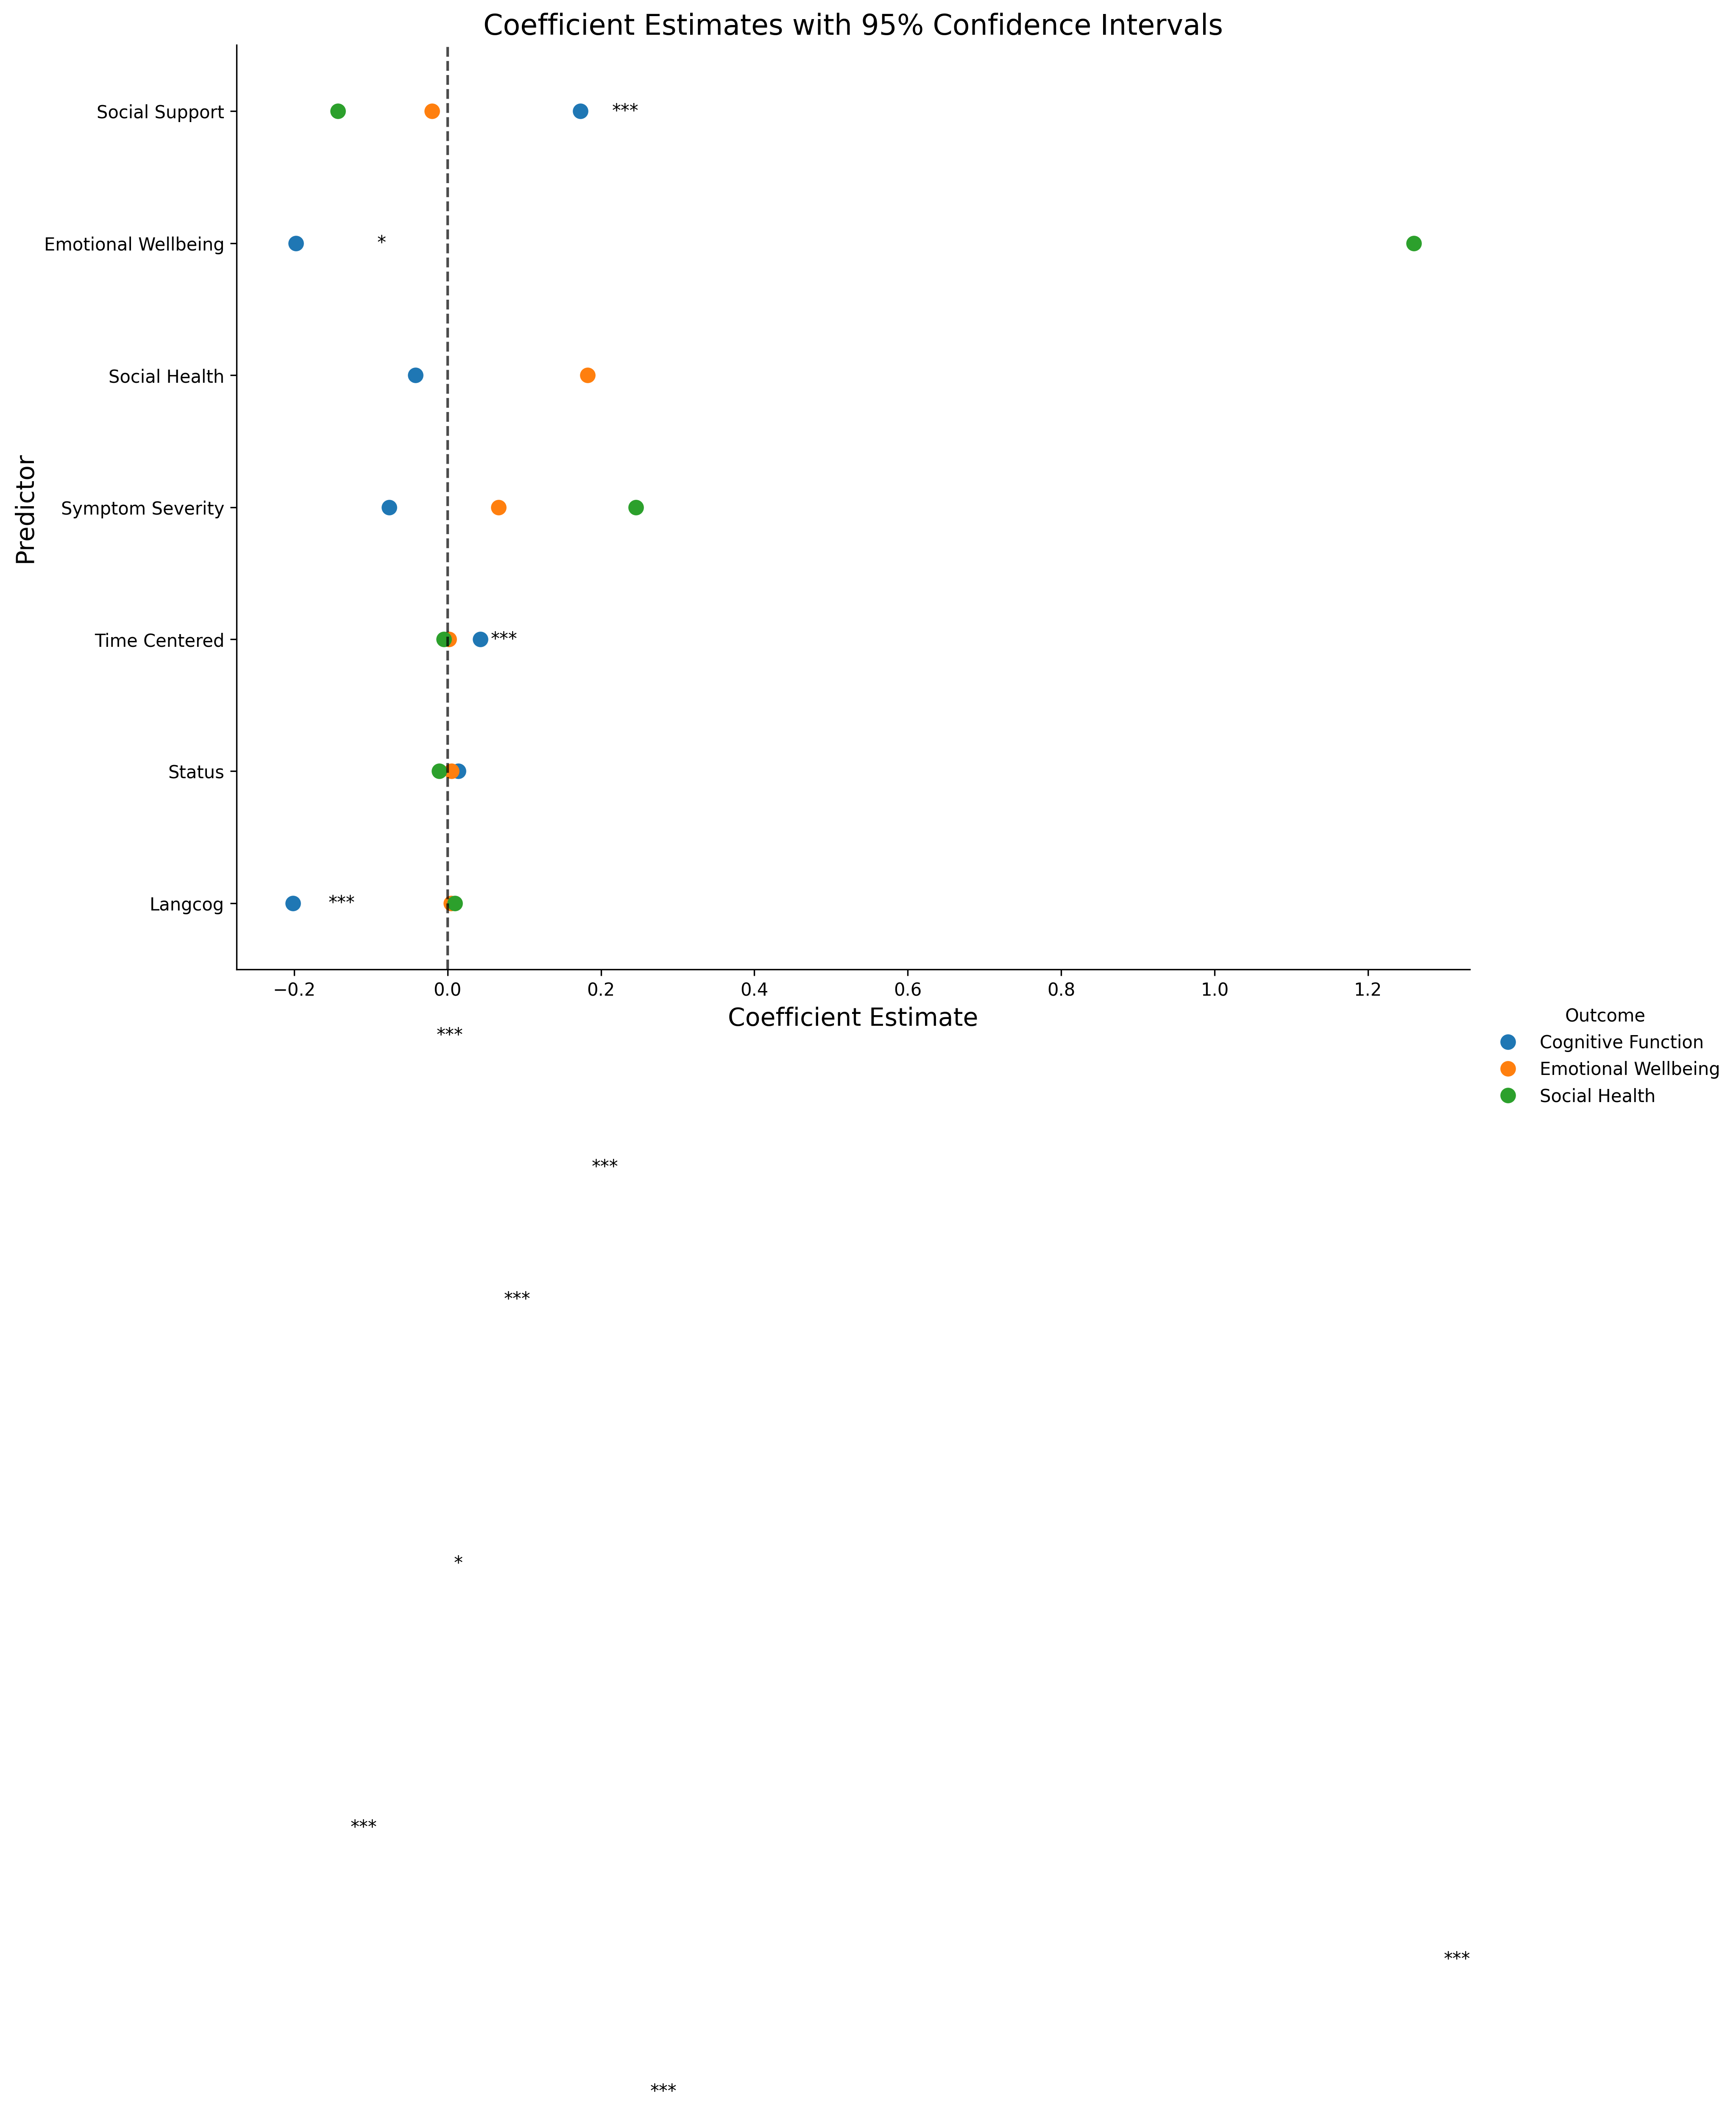 Coefficient Estimates with 95% Confidence Intervals
Social Support
***
Emotional Wellbeing
*
Social Health
Symptom Severity
Time Centered
***
Status
Langcog
***
Predictor
−0.2 0.0 0.2 0.4 0.6 0.8 1.0 1.2
Coefficient Estimate
Outcome
Cognitive Function
Emotional Wellbeing
Social Health
***
***
***
*
***
***
***